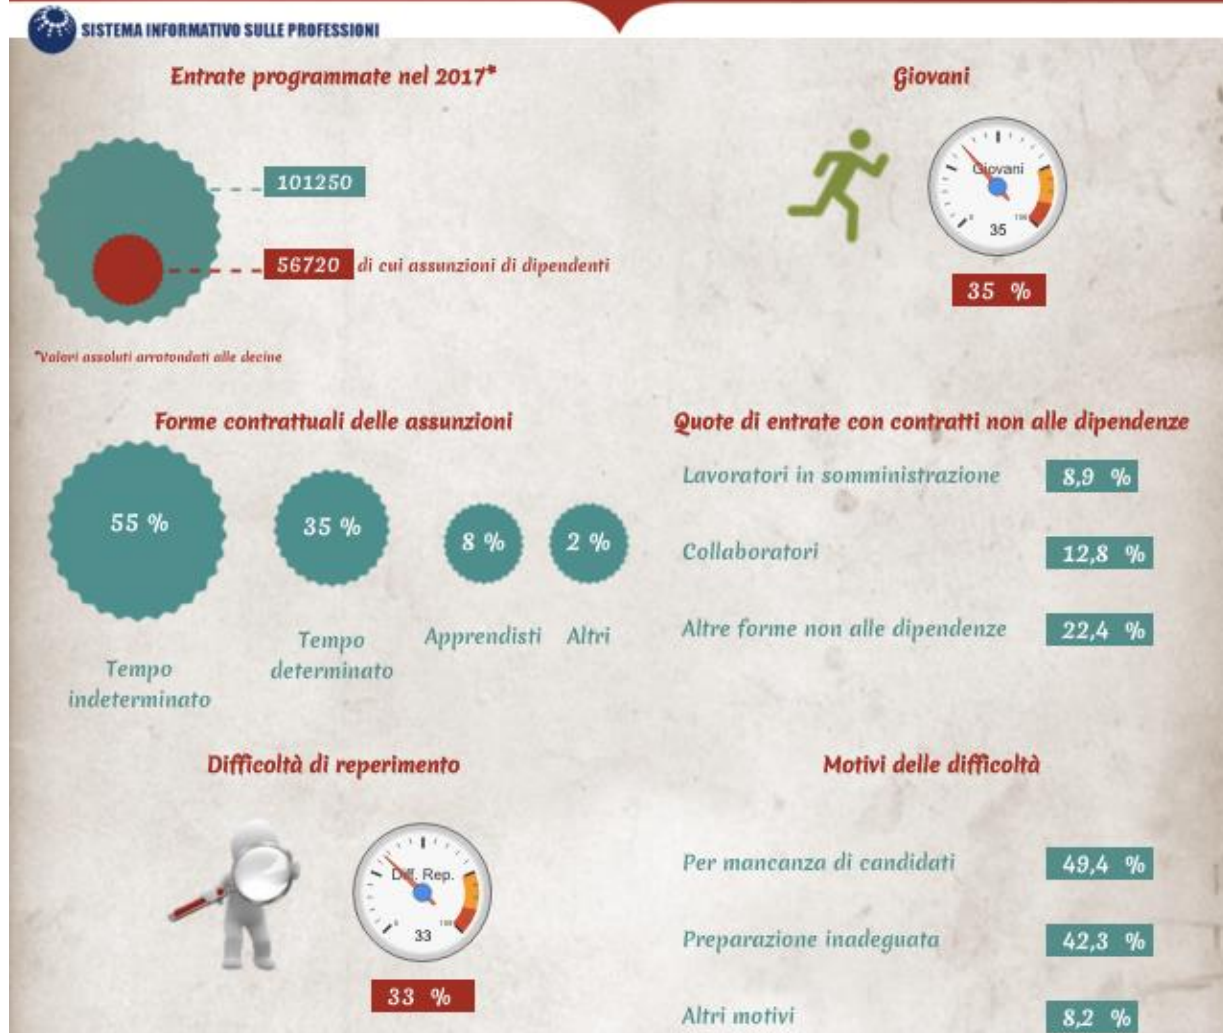 SISTEMA INFORMATIVO SULLE PROFESSIONI
Entrate programmate nel 2017*
101250
56720 di cui assunzioni di dipendenti
*Valori assoluti arrotondati alle decine
Giovani
Giovani
0 100
35
35 %
Forme contrattuali delle assunzioni
55 %
35 %
8 %
2 %
Tempo
indeterminato
Tempo
determinato
Apprendisti
Altri
Quote di entrate con contratti non alle dipendenze
Lavoratori in somministrazione 8,9 %
Collaboratori 12,8 %
Altre forme non alle dipendenze 22,4 %
Difficoltà di reperimento
Diff. Rep.
0 100
33
33 %
Motivi delle difficoltà
Per mancanza di candidati 49,4 %
Preparazione inadeguata 42,3 %
Altri motivi 8,2 %